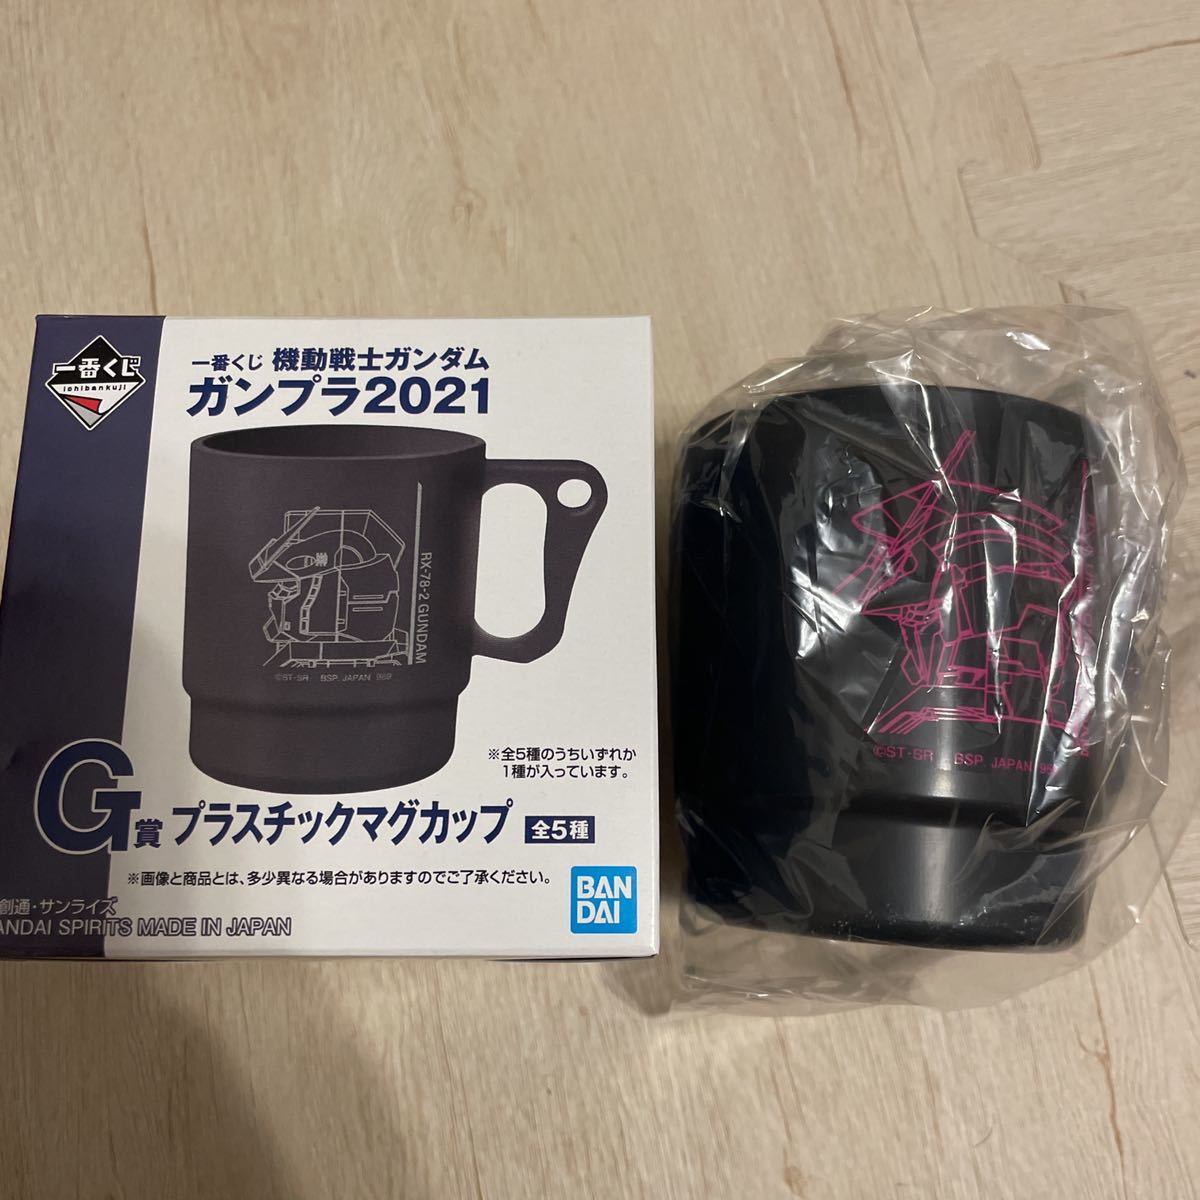 一番くじ
ichibankuji
一番くじ 機動戦士ガンダム
ガンプラ2021
RX-78-2 GUNDAM
©ST-SR BSP. JAPAN 989
※全5種のうちいずれか
1種が入っています。
G賞 プラスチックマグカップ 全5種
※画像と商品とは、多少異なる場合がありますのでご了承ください。
創通・サンライズ
ANDAI SPIRITS MADE IN JAPAN
BAN
DAI
©ST-SR BSP. JAPAN 989